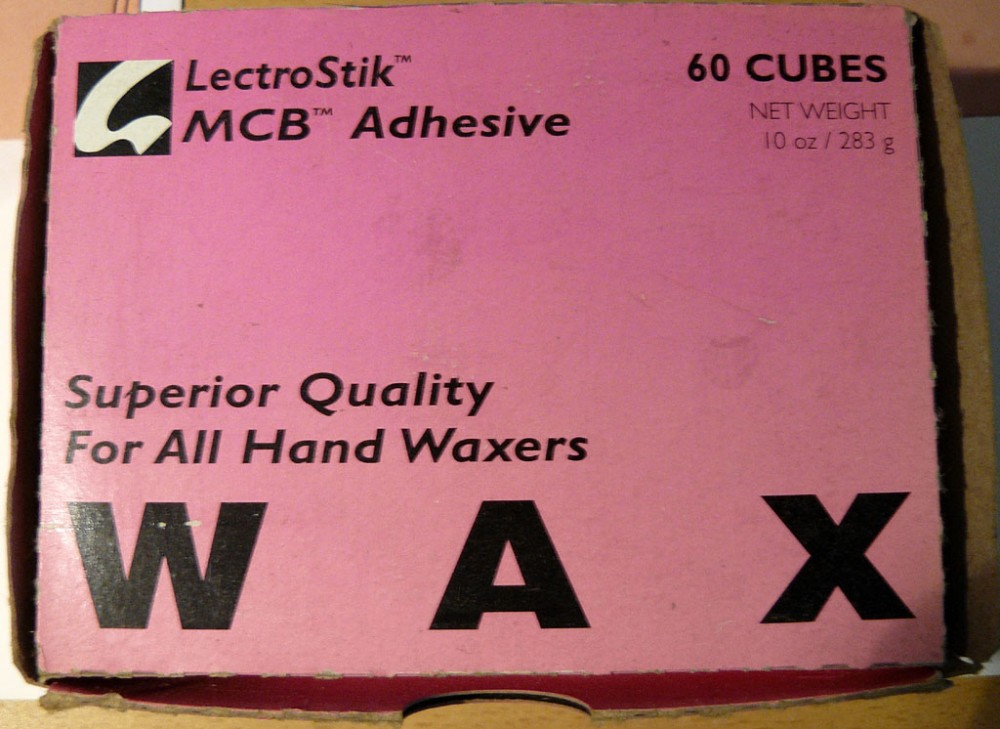 LectroStik™
MCB™ Adhesive
60 CUBES
NET WEIGHT
10 oz / 283 g
Superior Quality
For All Hand Waxers
WAX